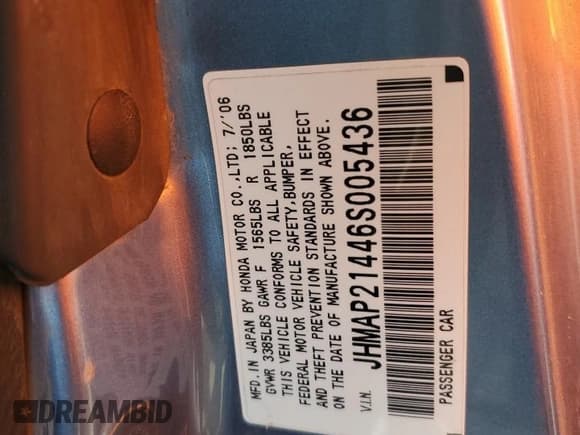 MFD.IN JAPAN BY HONDA MOTOR CO.,LTD; 7/'06
GVWR 3385LBS GAWR F 1565LBS R 1850LBS
THIS VEHICLE CONFORMS TO ALL APPLICABLE
FEDERAL MOTOR VEHICLE SAFETY,BUMPER,
AND THEFT PREVENTION STANDARDS IN EFFECT
ON THE DATE OF MANUFACTURE SHOWN ABOVE.
V.I.N. JHMAP21446S005436
PASSENGER CAR
DREAMBID